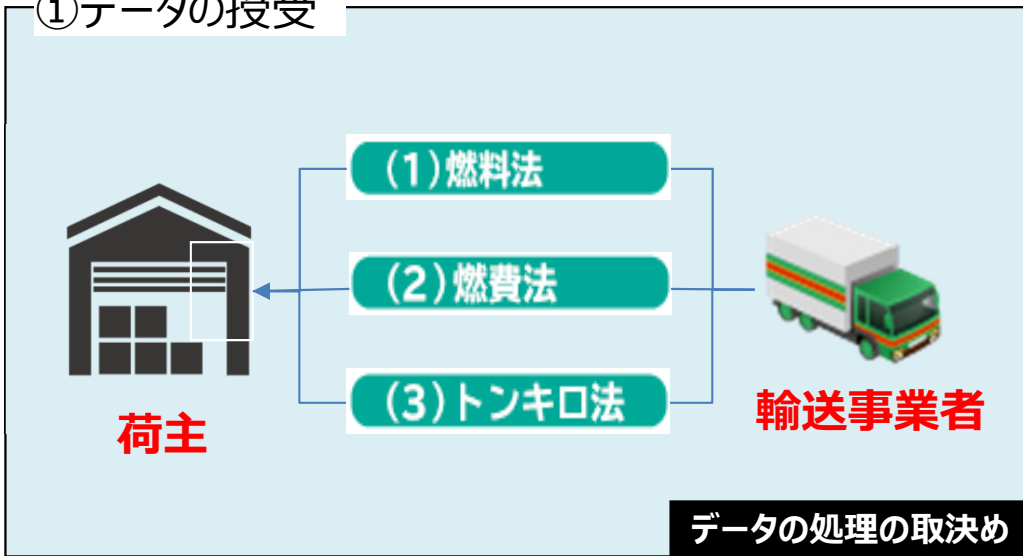 ①データの授受
(1)燃料法
(2)燃費法
(3)トンキロ法
荷主
輸送事業者
データの処理の取決め